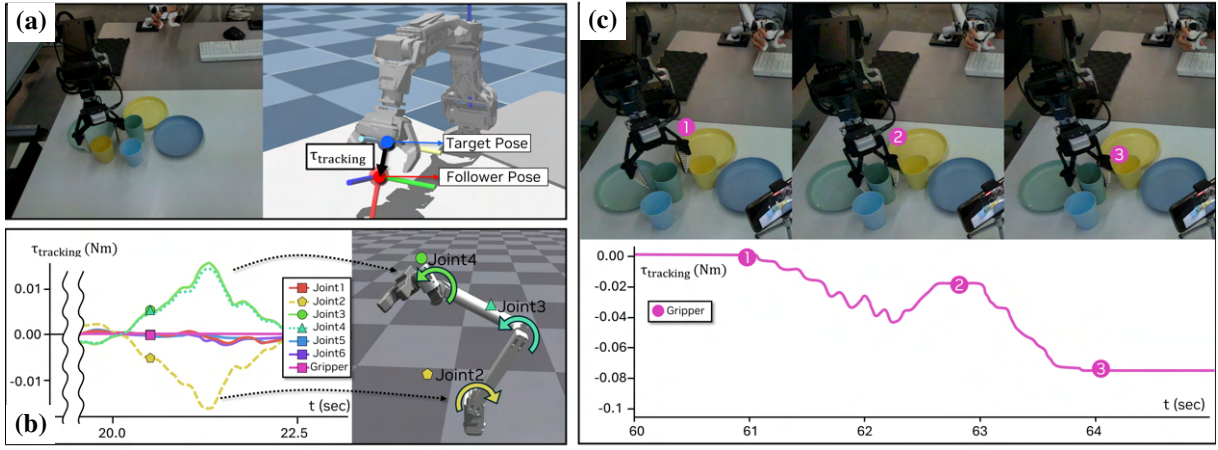 (a)
τtracking
Target Pose
Follower Pose
τtracking (Nm)
0.01
0.00
-0.01
20.0
22.5
t (sec)
Joint1
Joint2
Joint3
Joint4
Joint5
Joint6
Gripper
Joint4
Joint3
Joint2
(b)
(c)
1
2
3
0.00
-0.02
-0.04
-0.06
-0.08
-0.1
τtracking (Nm)
Gripper
1
2
3
t (sec)
60
61
62
63
64